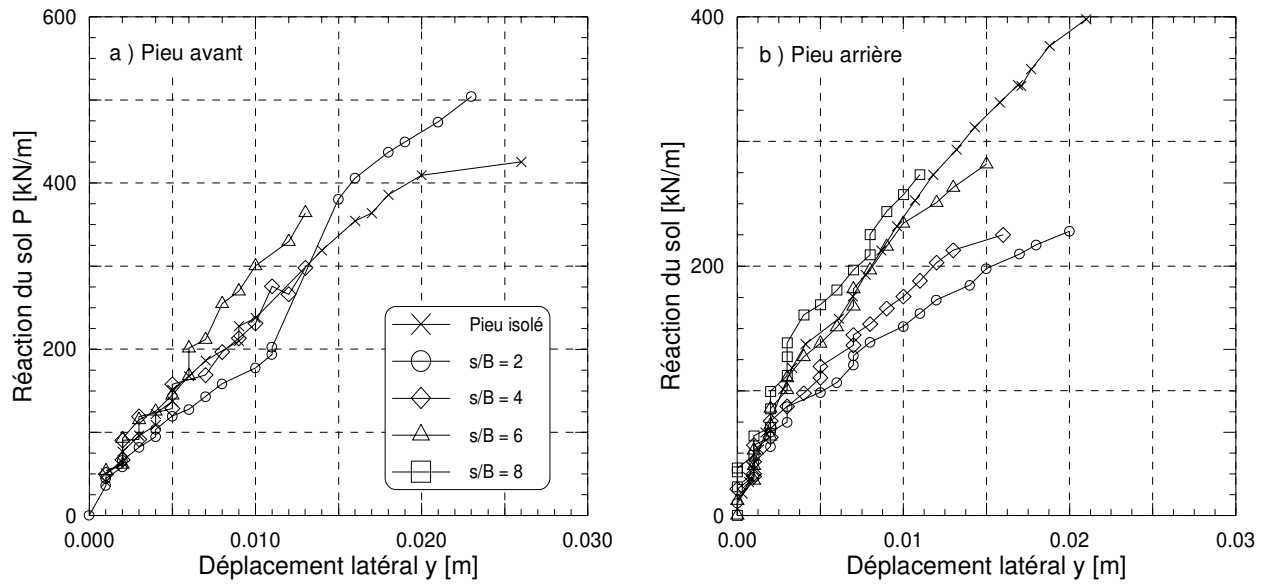 a ) Pieu avant
Réaction du sol P [kN/m]
600
400
200
0
0.000
0.010
0.020
0.030
Déplacement latéral y [m]
Pieu isolé
s/B = 2
s/B = 4
s/B = 6
s/B = 8
b ) Pieu arrière
Réaction du sol [kN/m]
400
200
0
0.00
0.01
0.02
0.03
Déplacement latéral y [m]